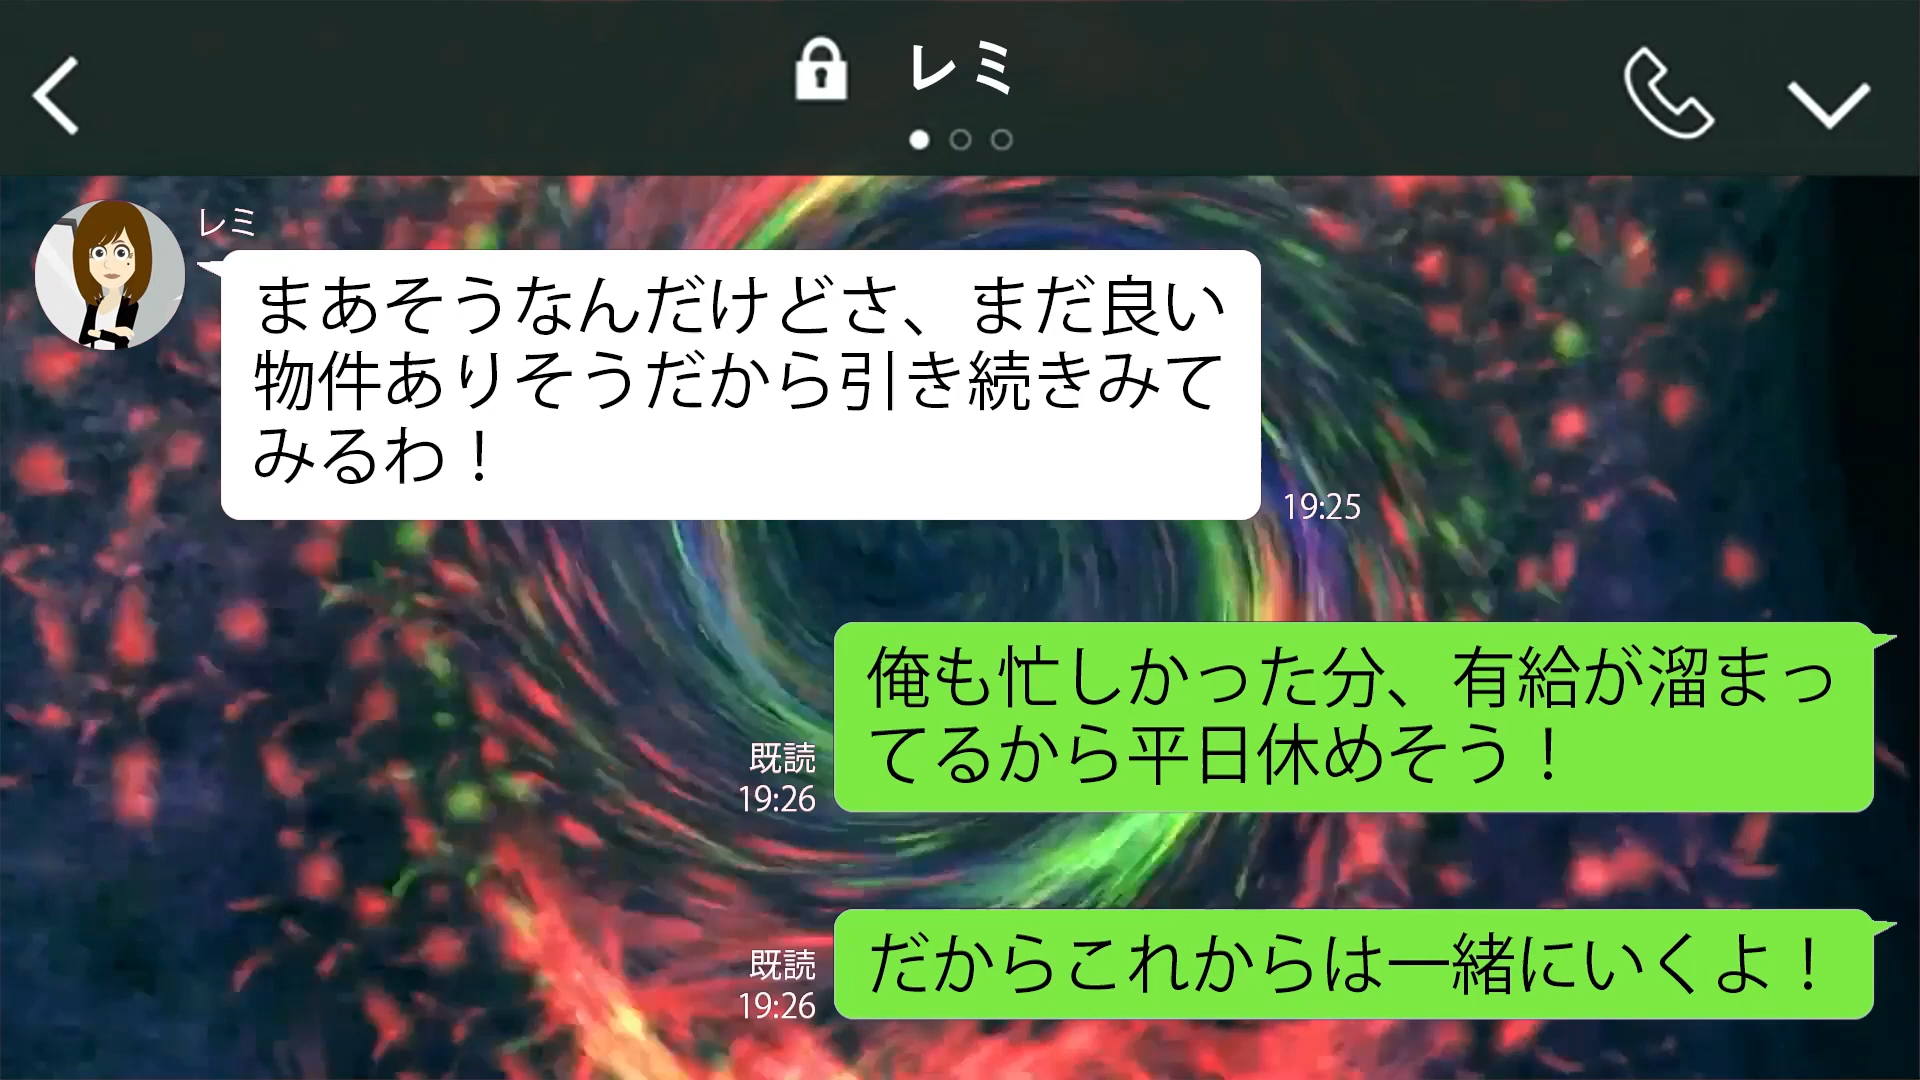 レミ
レミ
まあそうなんだけどさ、まだ良い
物件ありそうだから引き続きみて
みるわ！
19:25
俺も忙しかった分、有給が溜まっ
てるから平日休めそう！
既読
19:26
だからこれからは一緒にいくよ！
既読
19:26